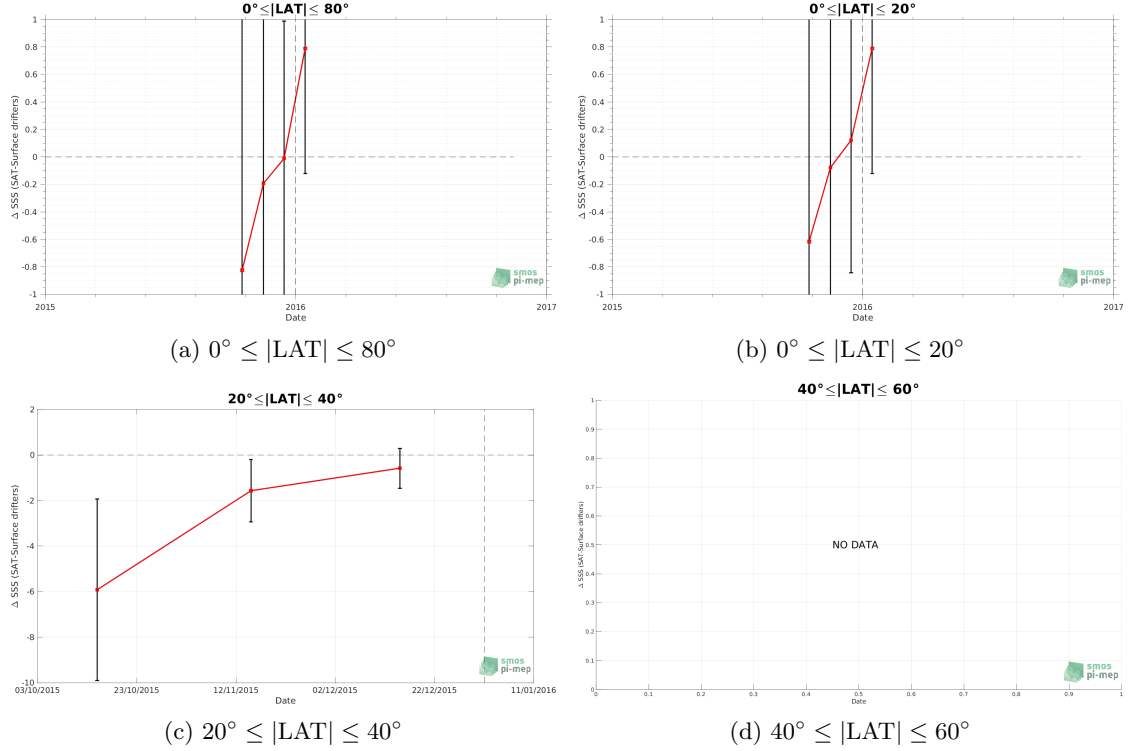 0°≤|LAT|≤ 80°
Δ SSS (SAT-Surface drifters)
1
0.8
0.6
0.4
0.2
0
-0.2
-0.4
-0.6
-0.8
-1
2015
2016
2017
Date
smos
pi-mep
(a) 0° ≤ |LAT| ≤ 80°
0°≤|LAT|≤ 20°
Δ SSS (SAT-Surface drifters)
1
0.8
0.6
0.4
0.2
0
-0.2
-0.4
-0.6
-0.8
-1
2015
2016
2017
Date
smos
pi-mep
(b) 0° ≤ |LAT| ≤ 20°
20°≤|LAT|≤ 40°
Δ SSS (SAT-Surface drifters)
2
0
-2
-4
-6
-8
-10
03/10/2015
23/10/2015
12/11/2015
02/12/2015
22/12/2015
11/01/2016
Date
smos
pi-mep
(c) 20° ≤ |LAT| ≤ 40°
40°≤|LAT|≤ 60°
Δ SSS (SAT-Surface drifters)
1
0.9
0.8
0.7
0.6
0.5
0.4
0.3
0.2
0.1
0
NO DATA
0
0.1
0.2
0.3
0.4
0.5
0.6
0.7
0.8
0.9
1
Date
smos
pi-mep
(d) 40° ≤ |LAT| ≤ 60°